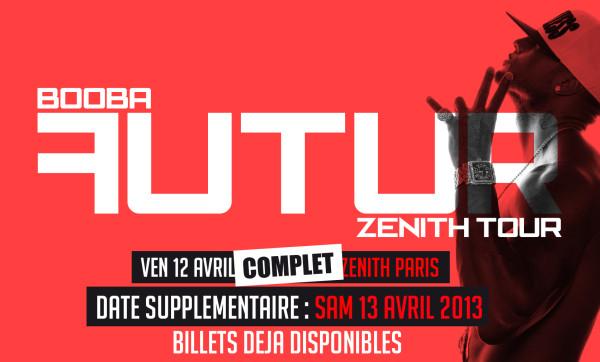 BOOBA
FUTUR
ZENITH TOUR
VEN 12 AVRIL COMPLET ZENITH PARIS
DATE SUPPLEMENTAIRE : SAM 13 AVRIL 2013
BILLETS DEJA DISPONIBLES